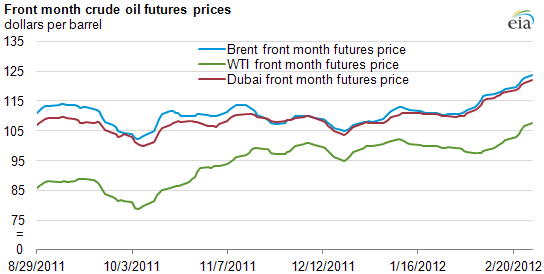 Front month crude oil futures prices
dollars per barrel
eia
135
125
115
105
95
85
75
=
0
Brent front month futures price
WTI front month futures price
Dubai front month futures price
8/29/2011 10/3/2011 11/7/2011 12/12/2011 1/16/2012 2/20/2012